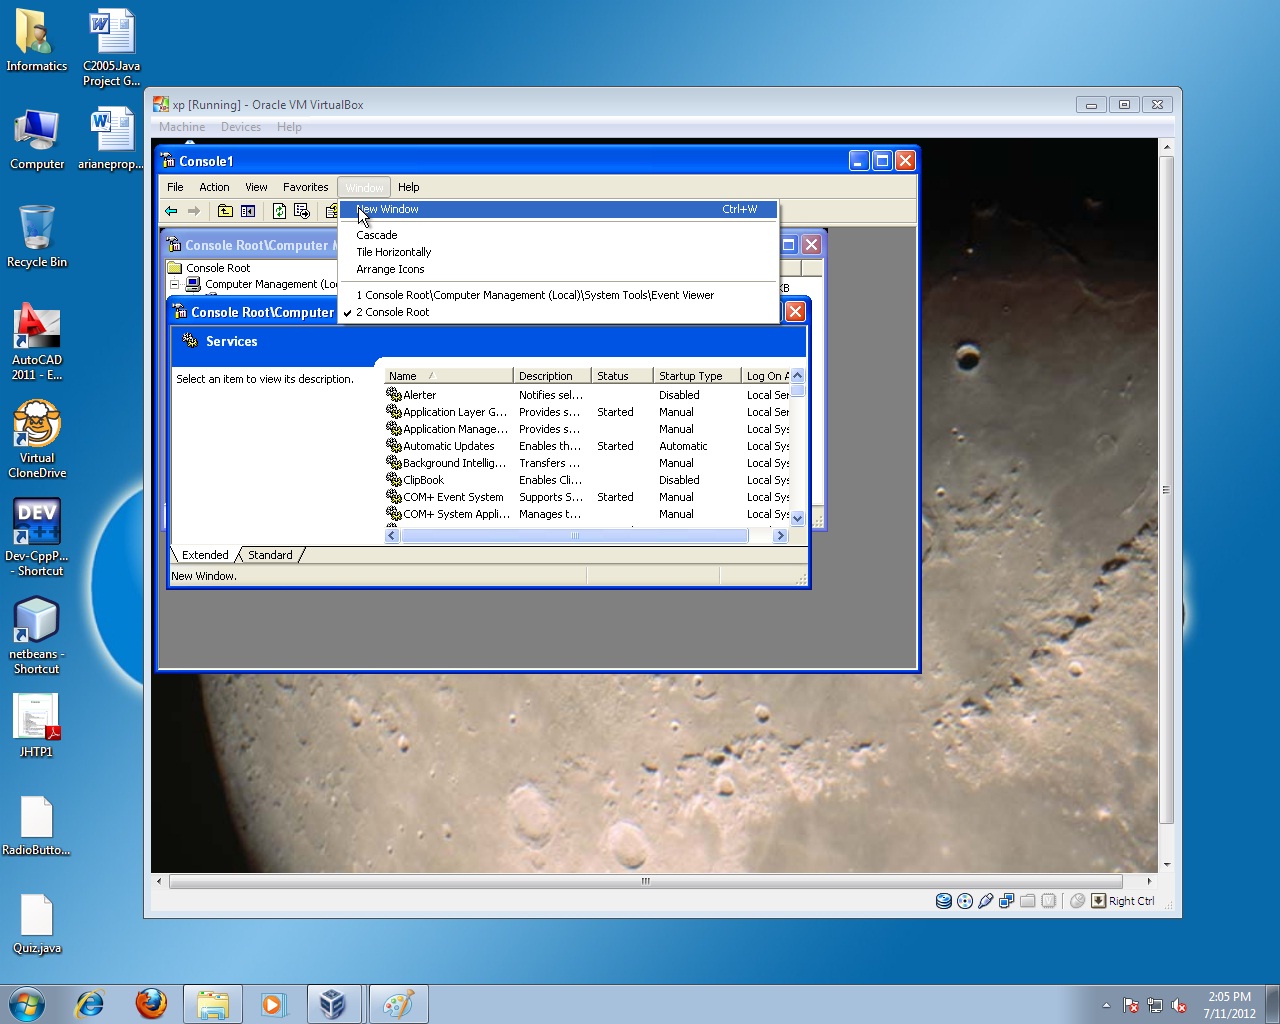 Informatics
C2005.Java
Project G...
Computer
arianeprop...
Recycle Bin
AutoCAD
2011 - E...
Virtual
CloneDrive
DEV
C++
Dev-CppP...
- Shortcut
netbeans -
Shortcut
JHTP1
RadioButto...
Quiz.java
xp [Running] - Oracle VM VirtualBox
Machine Devices Help
Console1
File Action View Favorites Window Help
New Window Ctrl+W
Cascade
Tile Horizontally
Arrange Icons
1 Console Root\Computer Management (Local)\System Tools\Event Viewer
2 Console Root
Console Root\Computer
Console Root
Computer Management (Lo
KB
Console Root\Computer
Services
Select an item to view its description.
Name Description Status Startup Type Log On A
Alerter Notifies sel... Disabled Local Ser
Application Layer G... Provides s... Started Manual Local Ser
Application Manage... Provides s... Manual Local Sys
Automatic Updates Enables th... Started Automatic Local Sys
Background Intellig... Transfers ... Manual Local Sys
ClipBook Enables Cli... Disabled Local Sys
COM+ Event System Supports S... Started Manual Local Sys
COM+ System Appli... Manages t... Manual Local Sys
Extended Standard
New Window.
Right Ctrl
2:05 PM
7/11/2012